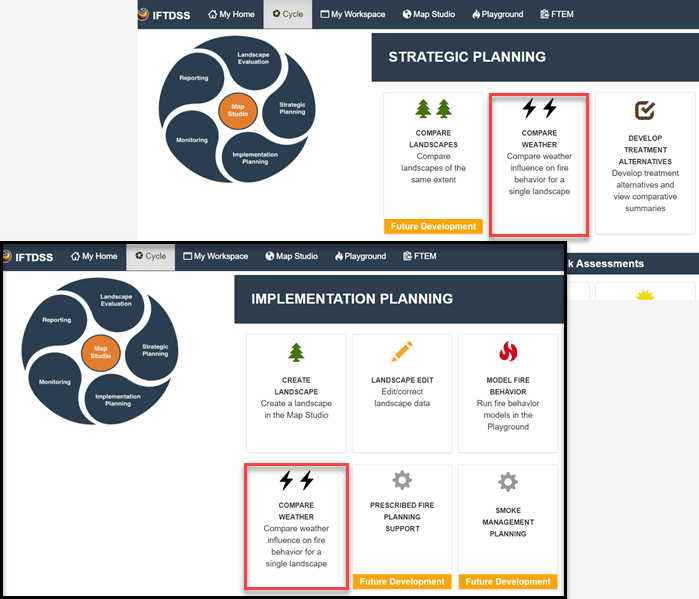 IFTDSS My Home Cycle My Workspace Map Studio Playground FTEM
Landscape
Evaluation
Reporting
Map
Studio
Strategic
Planning
Monitoring
Implementation
Planning
STRATEGIC PLANNING
COMPARE
LANDSCAPES
Compare
landscapes of the
same extent
Future Development
COMPARE
WEATHER
Compare weather
influence on fire
behavior for a
single landscape
DEVELOP
TREATMENT
ALTERNATIVES
Develop treatment
alternatives and
view comparative
summaries
k Assessments
IFTDSS My Home Cycle My Workspace Map Studio Playground FTEM
Landscape
Evaluation
Reporting
Map
Studio
Strategic
Planning
Monitoring
Implementation
Planning
IMPLEMENTATION PLANNING
CREATE
LANDSCAPE
Create a landscape
in the Map Studio
LANDSCAPE EDIT
Edit/correct
landscape data
MODEL FIRE
BEHAVIOR
Run fire behavior
models in the
Playground
COMPARE
WEATHER
Compare weather
influence on fire
behavior for a
single landscape
PRESCRIBED FIRE
PLANNING
SUPPORT
Future Development
SMOKE
MANAGEMENT
PLANNING
Future Development